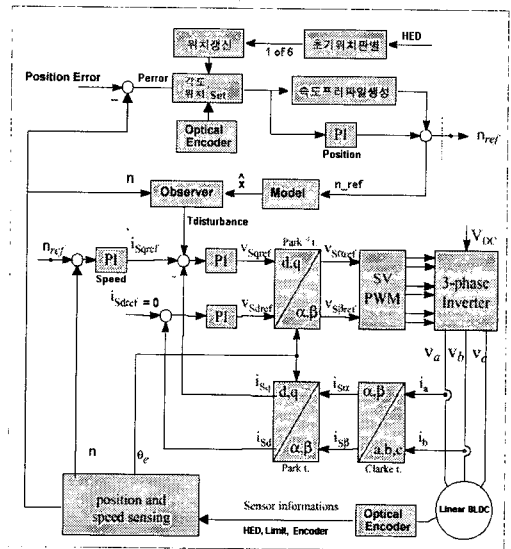 위치갱신
1 of 6
초기위치판별
HED
Position Error
Perror
각도
위치 Set
속도프로파일생성
Optical
Encoder
PI
Position
n_ref
n
Observer
x̂
Model
n_ref
Tdisturbance
n_ref
PI
Speed
i_Sqref
PI
v_Sqref
Park⁻¹ t.
d,q
α,β
v_Sαref
SV
PWM
V_DC
3-phase
Inverter
i_Sdref = 0
PI
v_Sdref
v_Sβref
V_a V_b V_c
i_Sq
d,q
α,β
Park t.
i_Sα
α,β
a,b,c
Clarke t.
i_a
i_Sd
i_Sβ
i_b
n
θ_e
position and
speed sensing
Sensor informations
HED, Limit, Encoder
Optical
Encoder
Linear BLDC